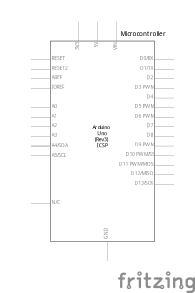 Microcontroller
3V3
5V
VIN
RESET
RESET2
AREF
IOREF
A0
A1
A2
A3
A4/SDA
A5/SCL
N/C
D0/RX
D1/TX
D2
D3 PWM
D4
D5 PWM
D6 PWM
D7
D8
D9 PWM
D10 PWM/SS
D11 PWM/MOSI
D12/MISO
D13/SCK
Arduino
Uno
(Rev3)
ICSP
GND
fritzing